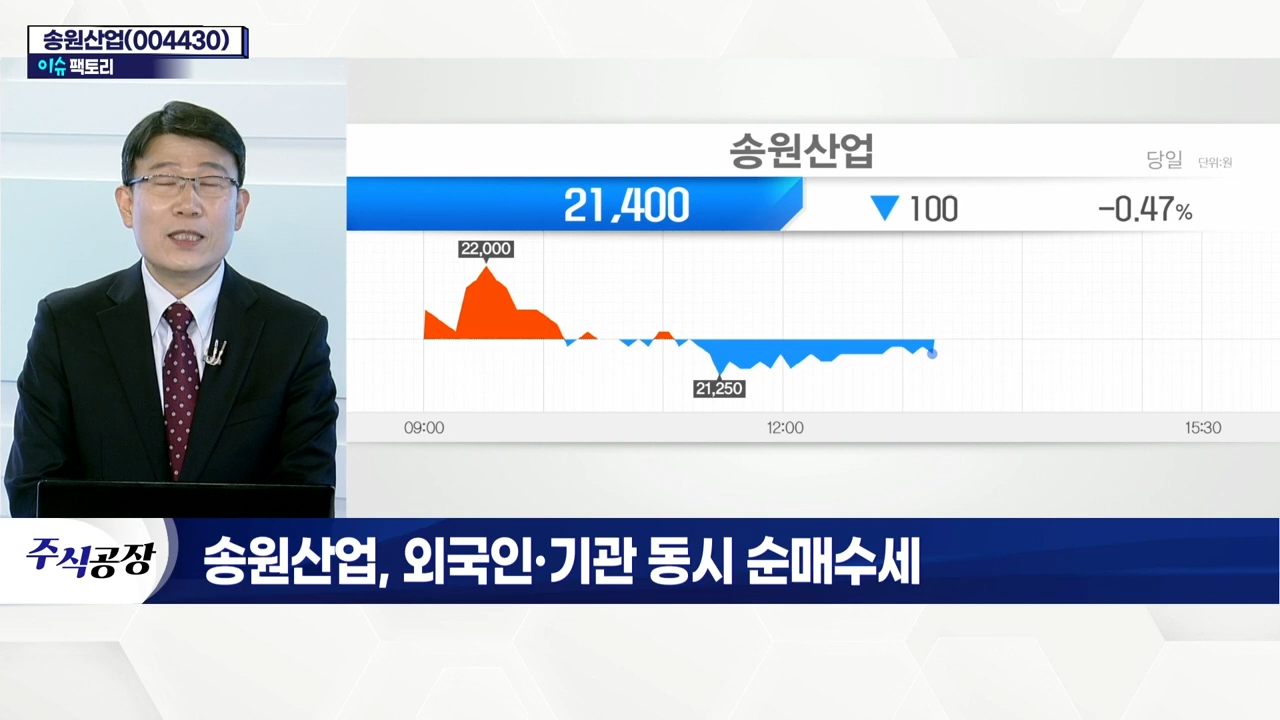 송원산업(004430)
이슈 팩토리
송원산업
당일 단위:원
21,400 ▼100 -0.47%
22,000
21,250
09:00 12:00 15:30
주식공장
송원산업, 외국인·기관 동시 순매수세